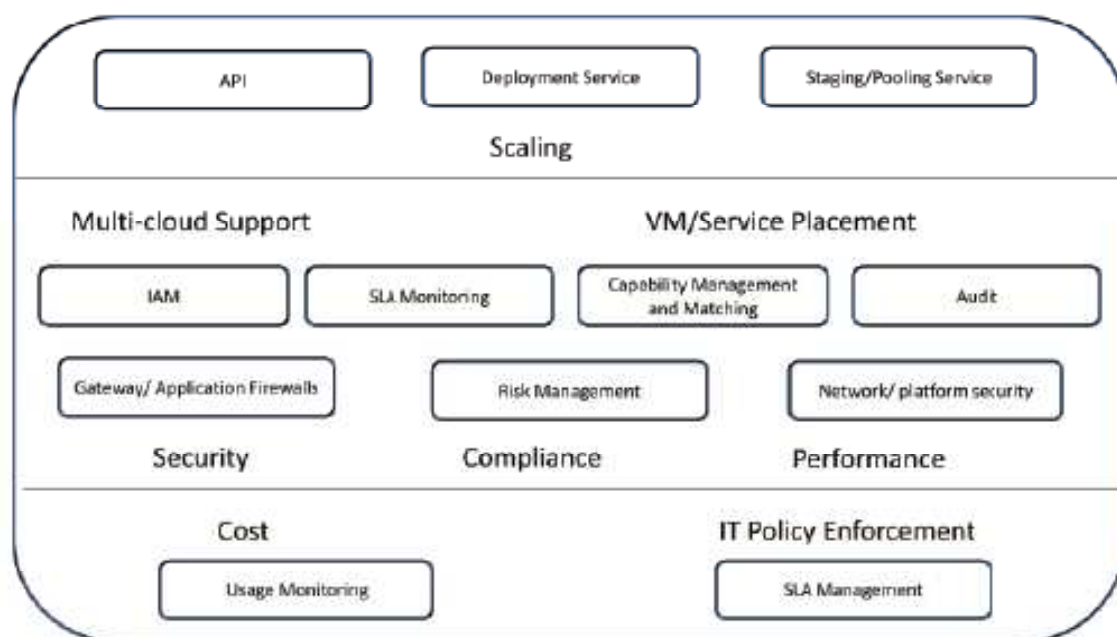 API
Deployment Service
Staging/Pooling Service
Scaling
Multi-cloud Support
VM/Service Placement
IAM
SLA Monitoring
Capability Management
and Matching
Audit
Gateway/ Application Firewalls
Risk Management
Network/ platform security
Security
Compliance
Performance
Cost
IT Policy Enforcement
Usage Monitoring
SLA Management